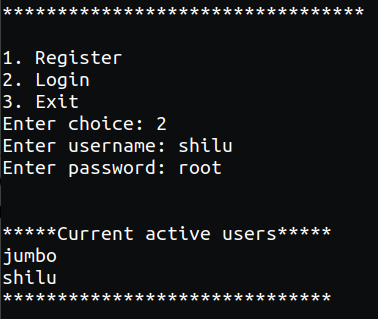 *********************************
1. Register
2. Login
3. Exit
Enter choice: 2
Enter username: shilu
Enter password: root
*****Current active users*****
jumbo
shilu
******************************